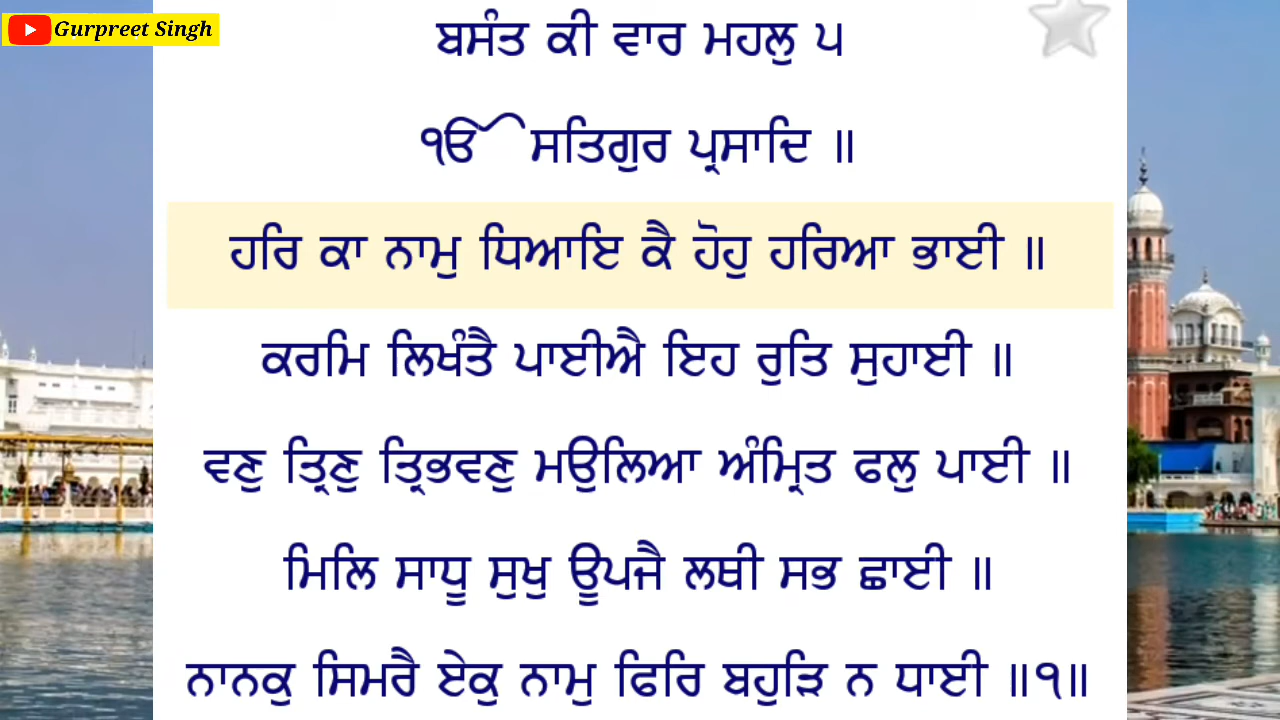 Gurpreet Singh
ਬਸੰਤ ਕੀ ਵਾਰ ਮਹਲੁ ੫
ੴ ਸਤਿਗੁਰ ਪ੍ਰਸਾਦਿ ॥
ਹਰਿ ਕਾ ਨਾਮੁ ਧਿਆਇ ਕੈ ਹੋਹੁ ਹਰਿਆ ਭਾਈ ॥
ਕਰਮਿ ਲਿਖੰਤੈ ਪਾਈਐ ਇਹ ਰੁਤਿ ਸੁਹਾਈ ॥
ਵਣੁ ਤ੍ਰਿਣੁ ਤ੍ਰਿਭਵਣੁ ਮਉਲਿਆ ਅੰਮ੍ਰਿਤ ਫਲੁ ਪਾਈ ॥
ਮਿਲਿ ਸਾਧੂ ਸੁਖੁ ਊਪਜੈ ਲਥੀ ਸਭ ਛਾਈ ॥
ਨਾਨਕੁ ਸਿਮਰੈ ਏਕੁ ਨਾਮੁ ਫਿਰਿ ਬਹੁੜਿ ਨ ਧਾਈ ॥੧॥